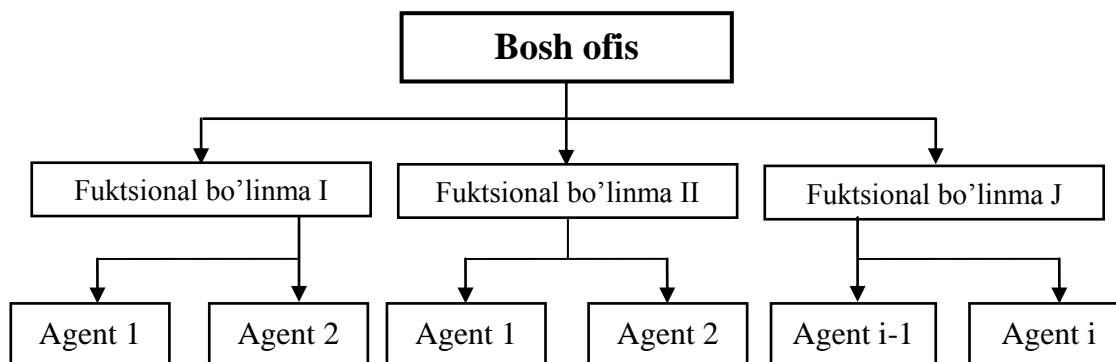 Bosh ofis
Fuktsional bo’linma I
Fuktsional bo’linma II
Fuktsional bo’linma J
Agent 1
Agent 2
Agent 1
Agent 2
Agent i-1
Agent i